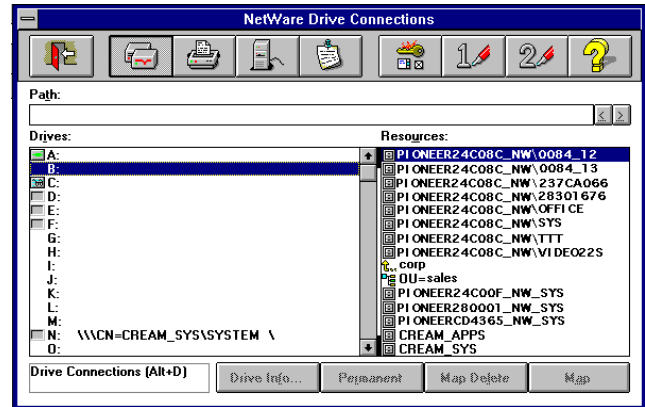 NetWare Drive Connections
1 2
Path:
Drives:
A:
B:
C:
D:
E:
F:
G:
H:
I:
J:
K:
L:
M:
N: \\\CN=CREAM_SYS\SYSTEM \
O:
Resources:
PIONEER24C08C_NW\0084_12
PIONEER24C08C_NW\0084_13
PIONEER24C08C_NW\237CA066
PIONEER24C08C_NW\28301676
PIONEER24C08C_NW\OFFICE
PIONEER24C08C_NW\SYS
PIONEER24C08C_NW\TTT
PIONEER24C08C_NW\VIDEO22S
corp
OU=sales
PIONEER24C00F_NW_SYS
PIONEER280001_NW_SYS
PIONEERCD4365_NW_SYS
CREAM_APPS
CREAM_SYS
Drive Connections (Alt+D)
Drive Info... Permanent Map Delete Map